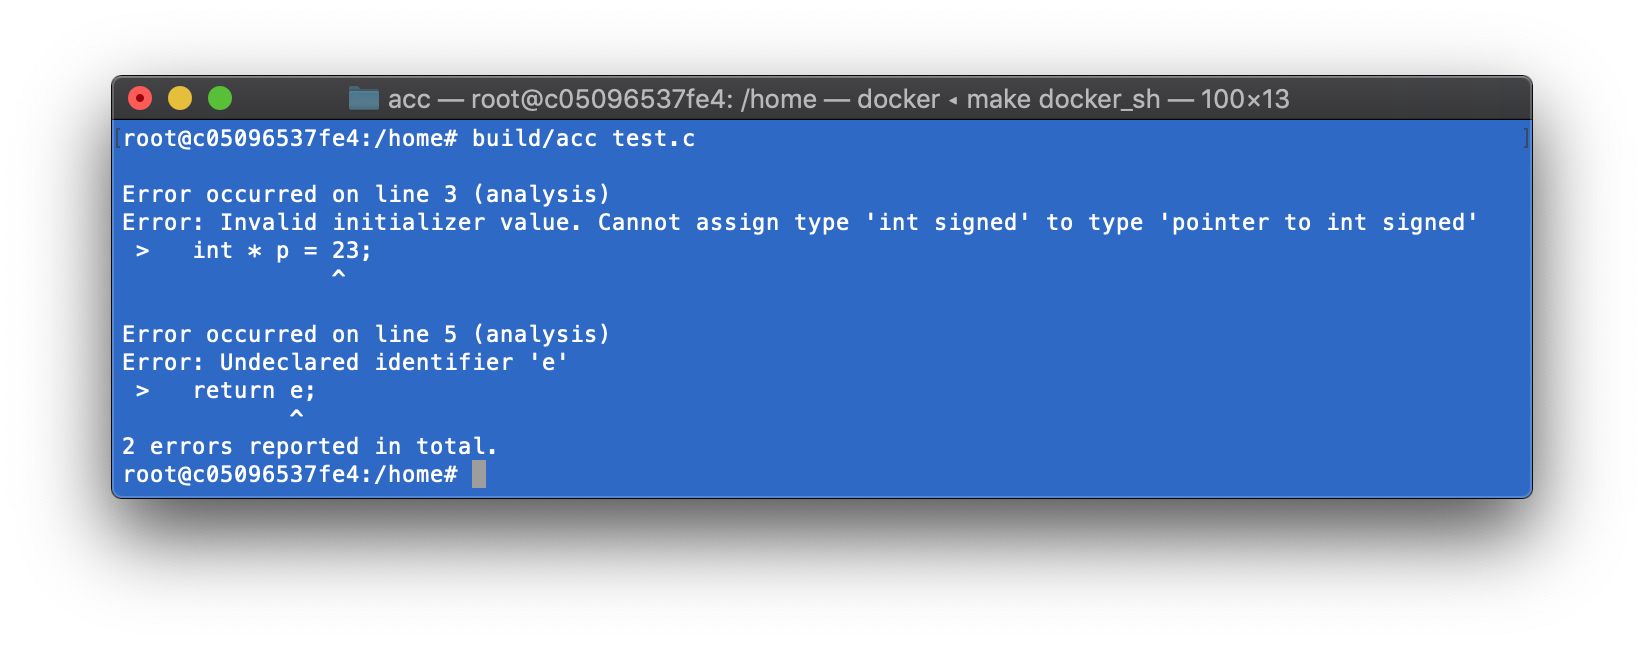 acc — root@c05096537fe4: /home — docker ◂ make docker_sh — 100×13
[root@c05096537fe4:/home# build/acc test.c ]
Error occurred on line 3 (analysis)
Error: Invalid initializer value. Cannot assign type 'int signed' to type 'pointer to int signed'
 >   int * p = 23;
               ^
Error occurred on line 5 (analysis)
Error: Undeclared identifier 'e'
 >   return e;
            ^
2 errors reported in total.
root@c05096537fe4:/home#